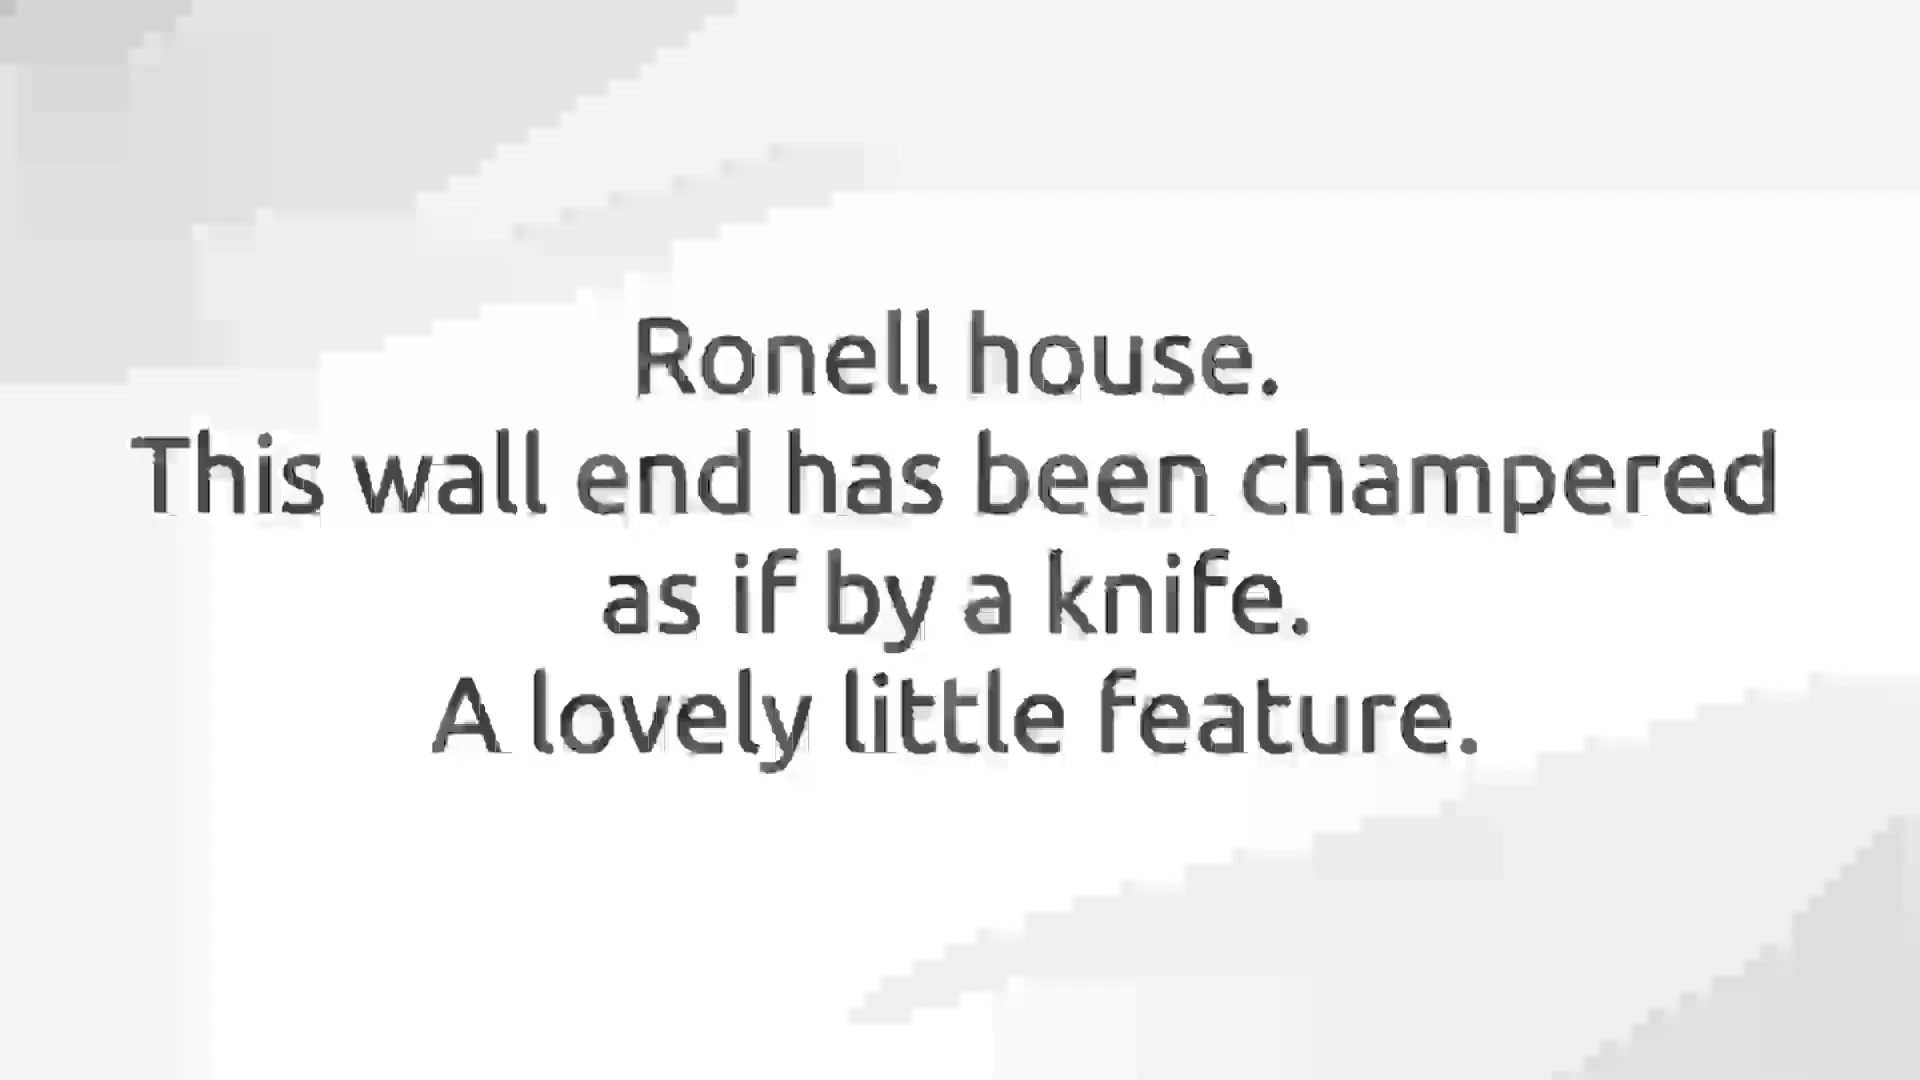 Ronell house.
This wall end has been champered
as if by a knife.
A lovely little feature.